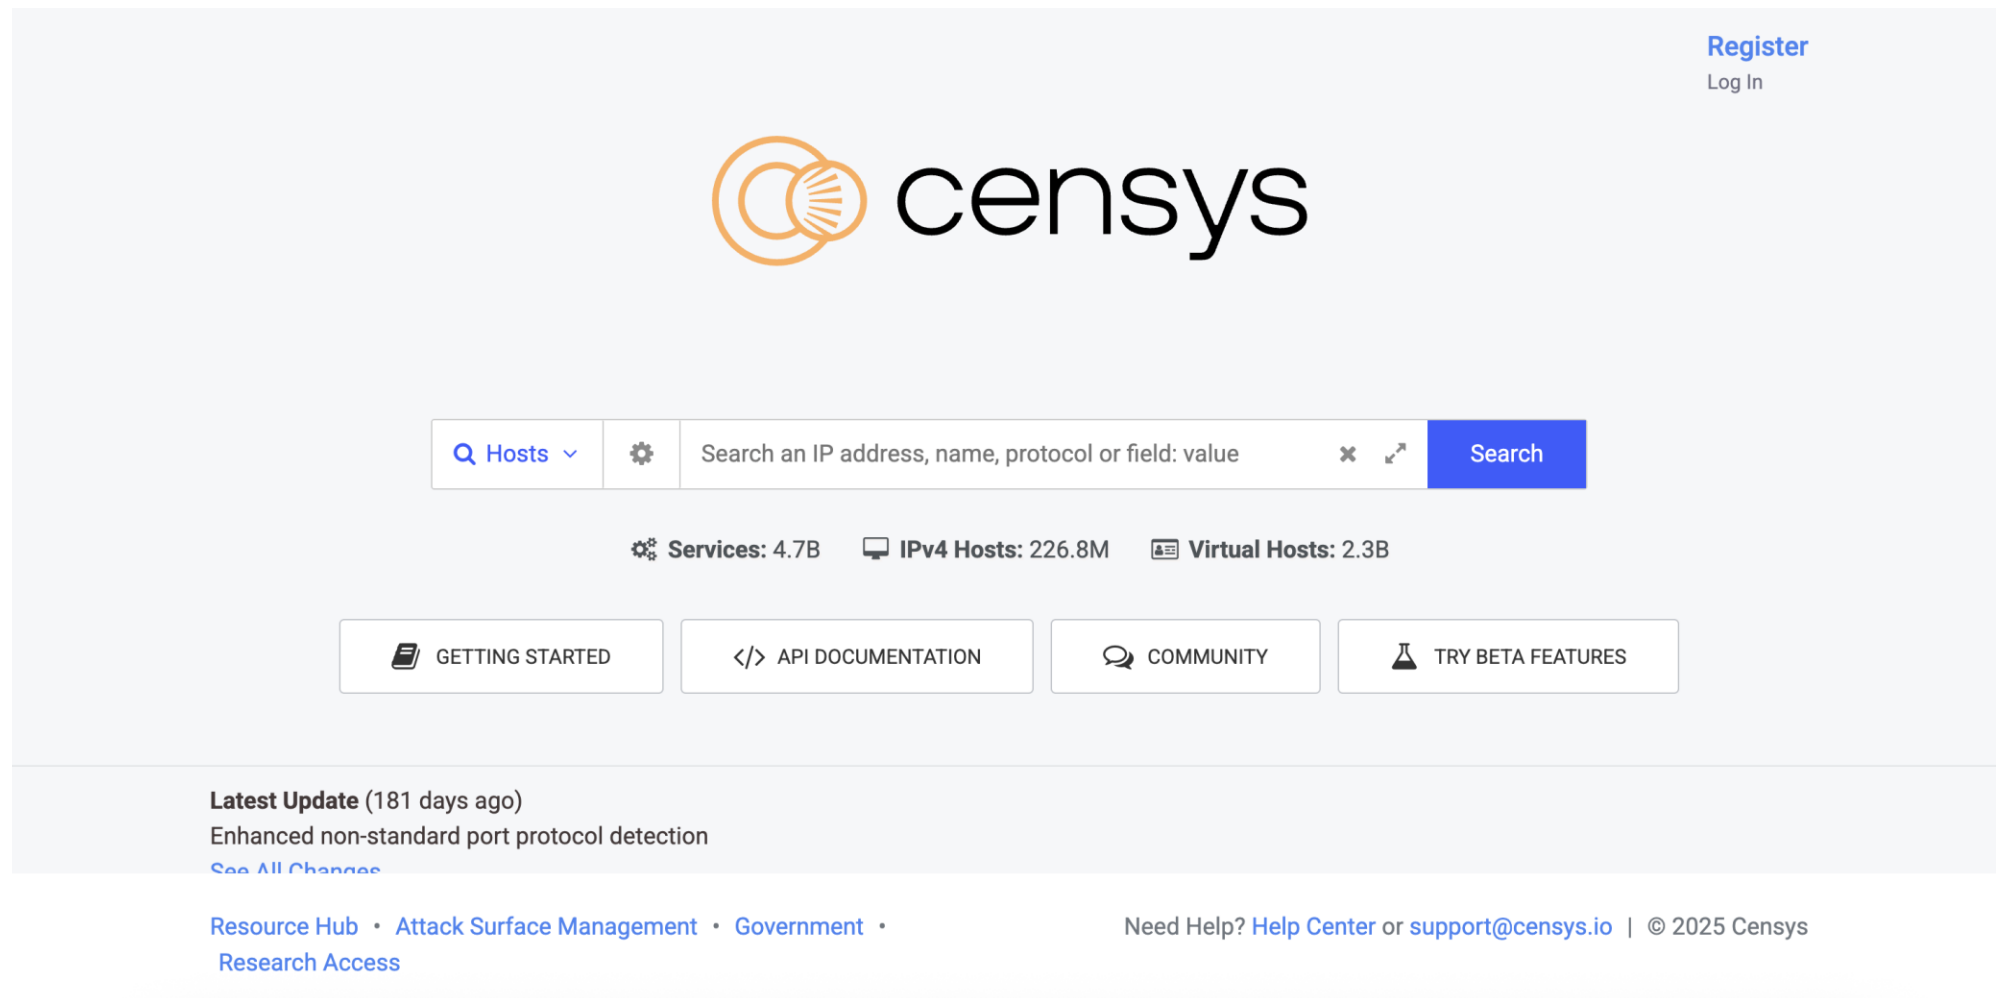 Register
Log In
censys
Hosts
Search an IP address, name, protocol or field: value
Search
Services: 4.7B
IPv4 Hosts: 226.8M
Virtual Hosts: 2.3B
GETTING STARTED
API DOCUMENTATION
COMMUNITY
TRY BETA FEATURES
Latest Update (181 days ago)
Enhanced non-standard port protocol detection
See All Changes
Resource Hub • Attack Surface Management • Government •
Research Access
Need Help? Help Center or support@censys.io | © 2025 Censys